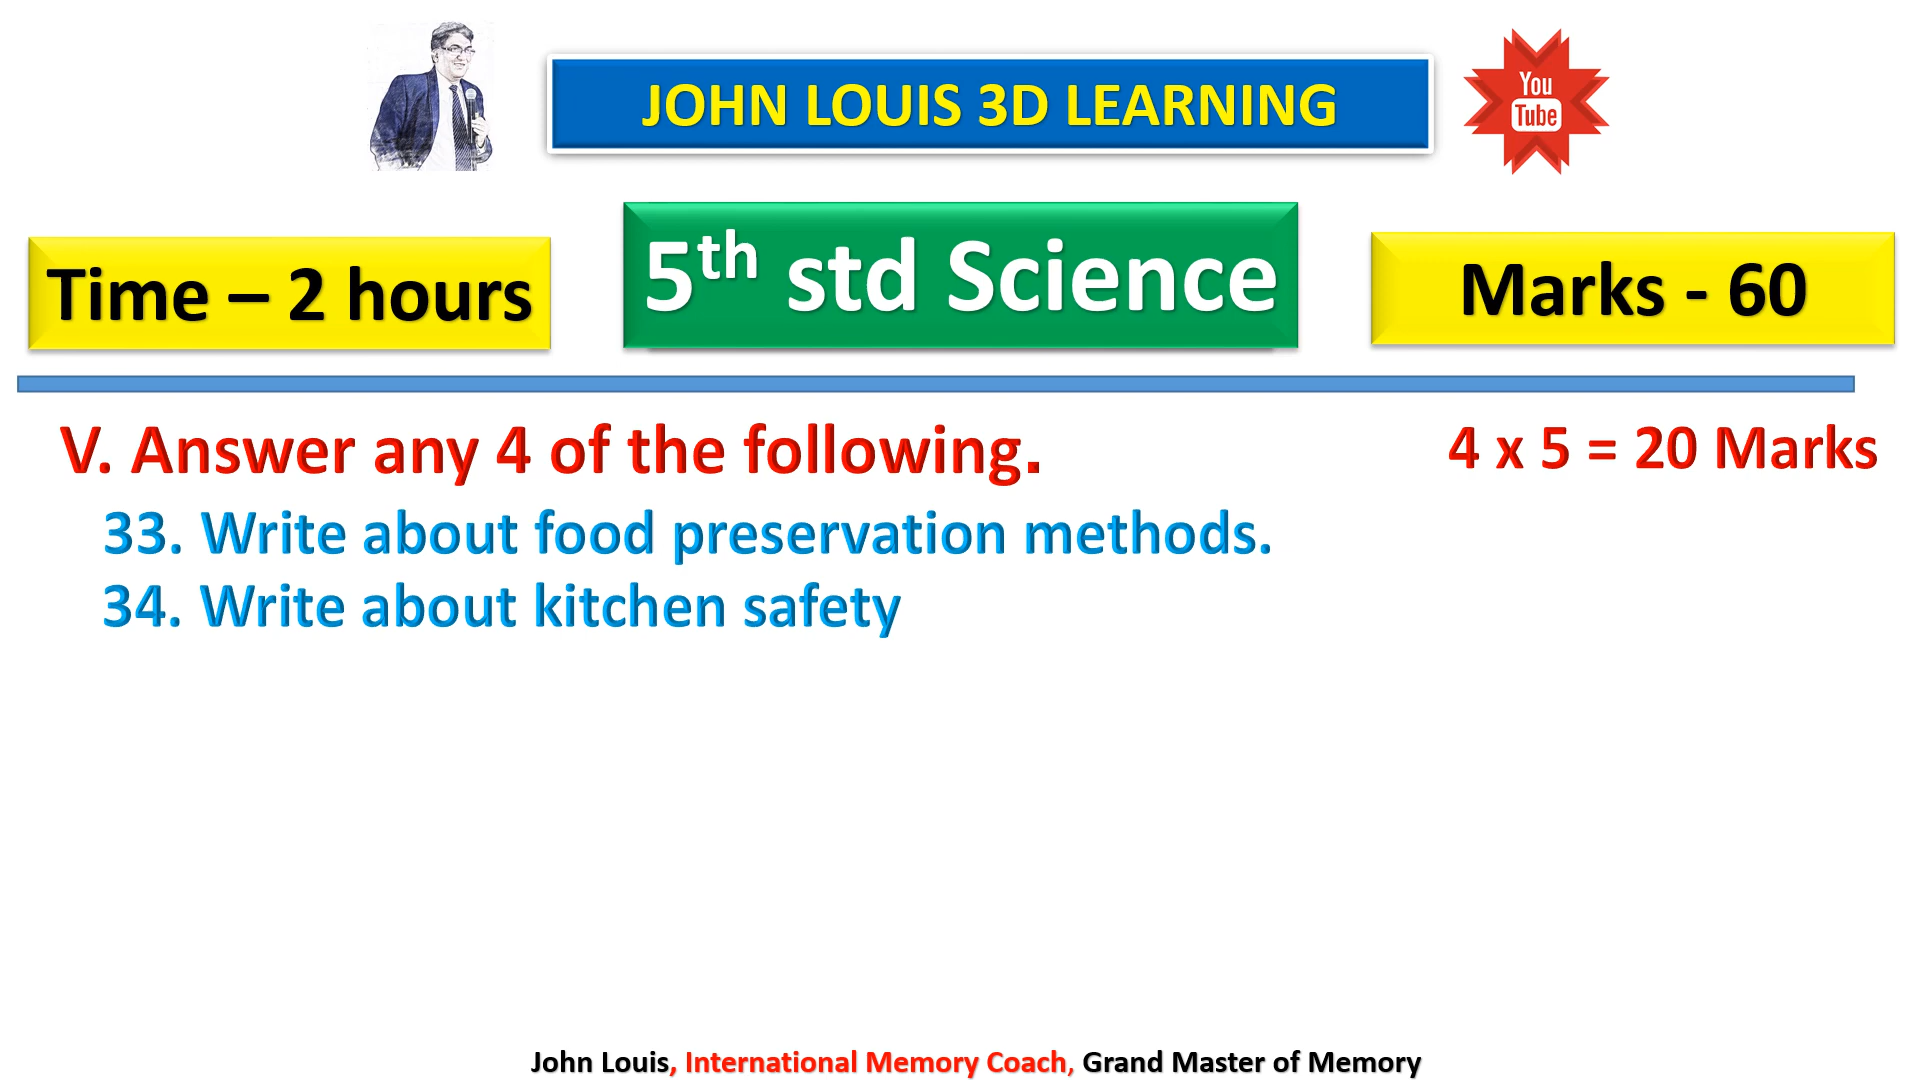 JOHN LOUIS 3D LEARNING
You
Tube
Time – 2 hours
5th std Science
Marks - 60
V. Answer any 4 of the following.
4 x 5 = 20 Marks
33. Write about food preservation methods.
34. Write about kitchen safety
John Louis, International Memory Coach, Grand Master of Memory